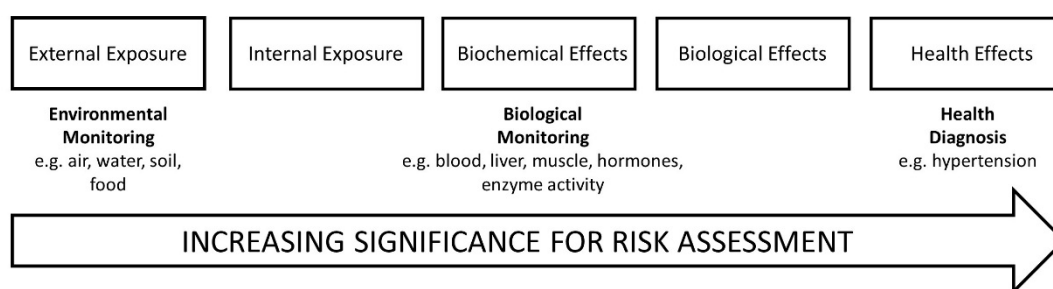 External Exposure
Internal Exposure
Biochemical Effects
Biological Effects
Health Effects
Environmental
Monitoring
e.g. air, water, soil,
food
Biological
Monitoring
e.g. blood, liver, muscle, hormones,
enzyme activity
Health
Diagnosis
e.g. hypertension
INCREASING SIGNIFICANCE FOR RISK ASSESSMENT